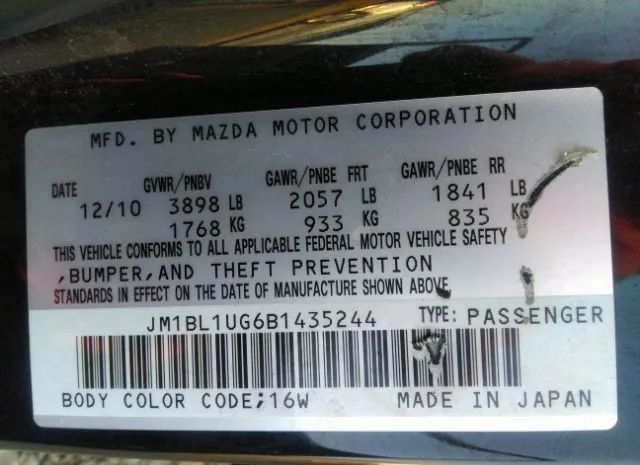 MFD. BY MAZDA MOTOR CORPORATION
DATE GVWR/PNBV GAWR/PNBE FRT GAWR/PNBE RR
12/10 3898 LB 2057 LB 1841 LB
1768 KG 933 KG 835 KG
THIS VEHICLE CONFORMS TO ALL APPLICABLE FEDERAL MOTOR VEHICLE SAFETY
,BUMPER,AND THEFT PREVENTION
STANDARDS IN EFFECT ON THE DATE OF MANUFACTURE SHOWN ABOVE.
JM1BL1UG6B1435244 TYPE: PASSENGER
BODY COLOR CODE;16W MADE IN JAPAN